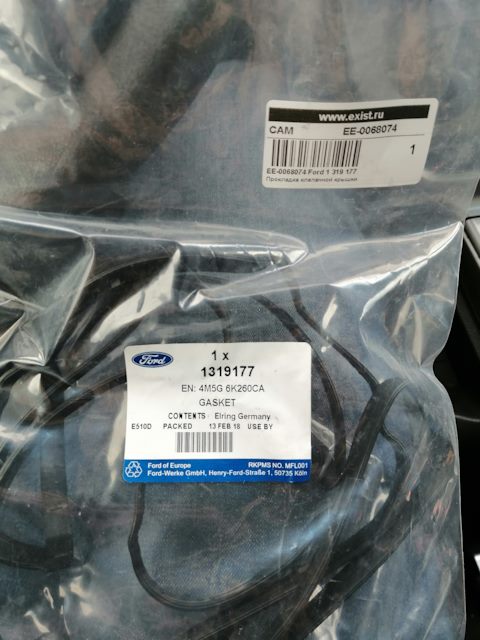 www.exist.ru
CAM EE-0068074
1
EE-0068074 Ford 1 319 177
Прокладка клапанной крышки
Ford
1 x
1319177
EN: 4M5G 6K260CA
GASKET
CONTENTS Elring Germany
E510D PACKED 13 FEB 18 USE BY
Ford of Europe RKPMS NO. MFL001
Ford-Werke GmbH, Henry-Ford-Straße 1, 50735 Köln